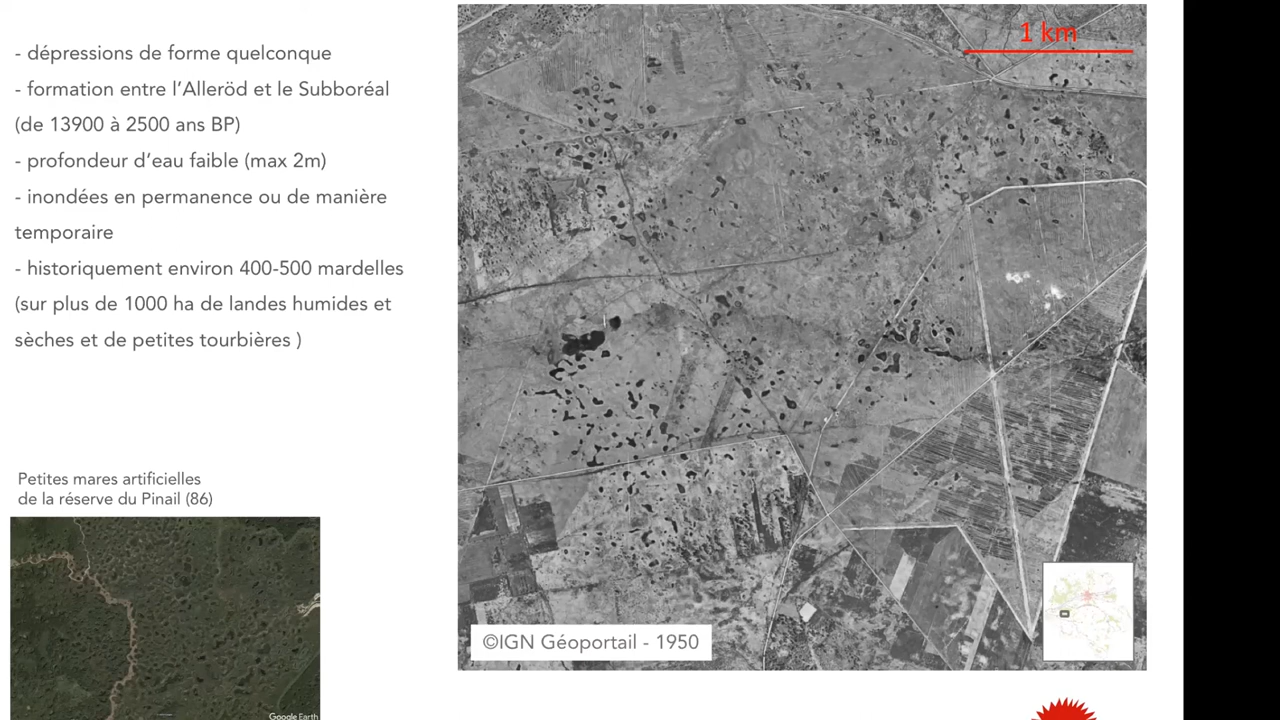 - dépressions de forme quelconque
- formation entre l’Alleröd et le Subboréal
(de 13900 à 2500 ans BP)
- profondeur d’eau faible (max 2m)
- inondées en permanence ou de manière
temporaire
- historiquement environ 400-500 mardelles
(sur plus de 1000 ha de landes humides et
sèches et de petites tourbières )
Petites mares artificielles
de la réserve du Pinail (86)
Google Earth
1 km
©IGN Géoportail - 1950